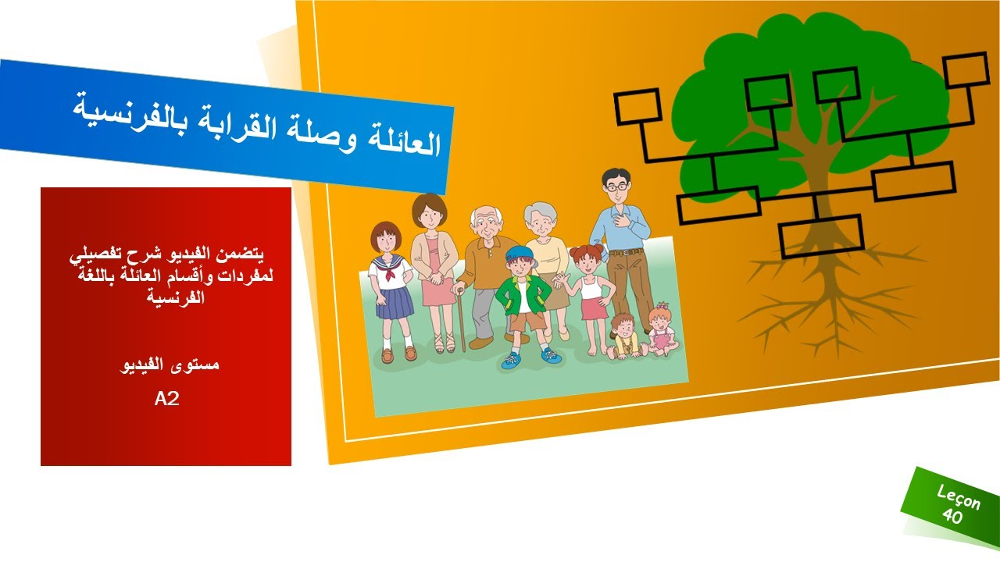 العائلة وصلة القرابة بالفرنسية
يتضمن الفيديو شرح تفصيلي
لمفردات وأقسام العائلة باللغة
الفرنسية
مستوى الفيديو
A2
Leçon
40